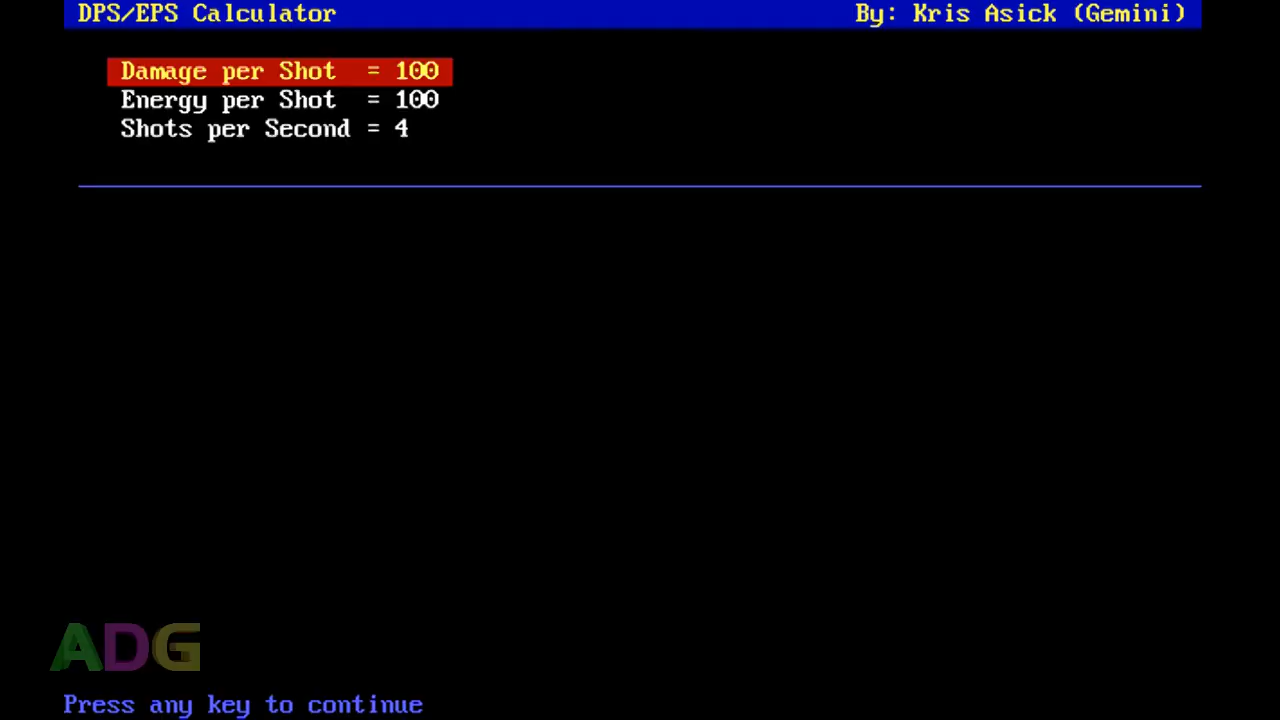 DPS/EPS Calculator By: Kris Asick (Gemini)
Damage per Shot = 100
Energy per Shot = 100
Shots per Second = 4
ADG
Press any key to continue